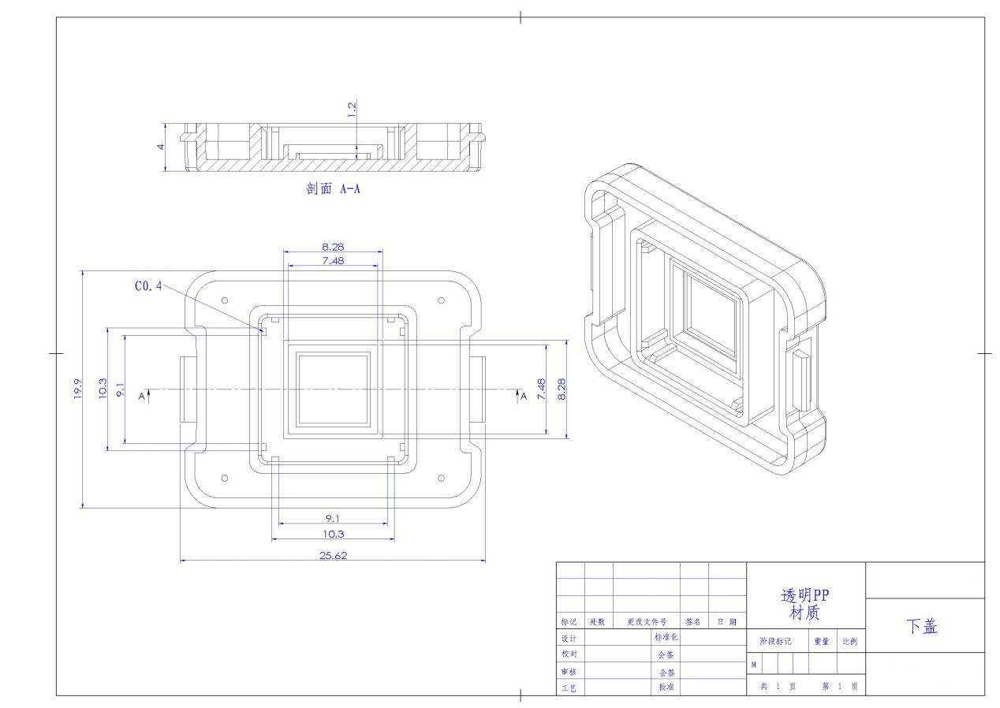 1.2
4
剖面 A-A
8.28
7.48
C0.4
19.9
10.3
9.1
A
A
7.48
8.28
9.1
10.3
25.62
透明PP
材质
下盖
标记 处数 更改文件号 签名 日 期
设计 标准化
阶段标记 重量 比例
校对 会签
M
审核 会签
工艺 批准
共 1 页 第 1 页